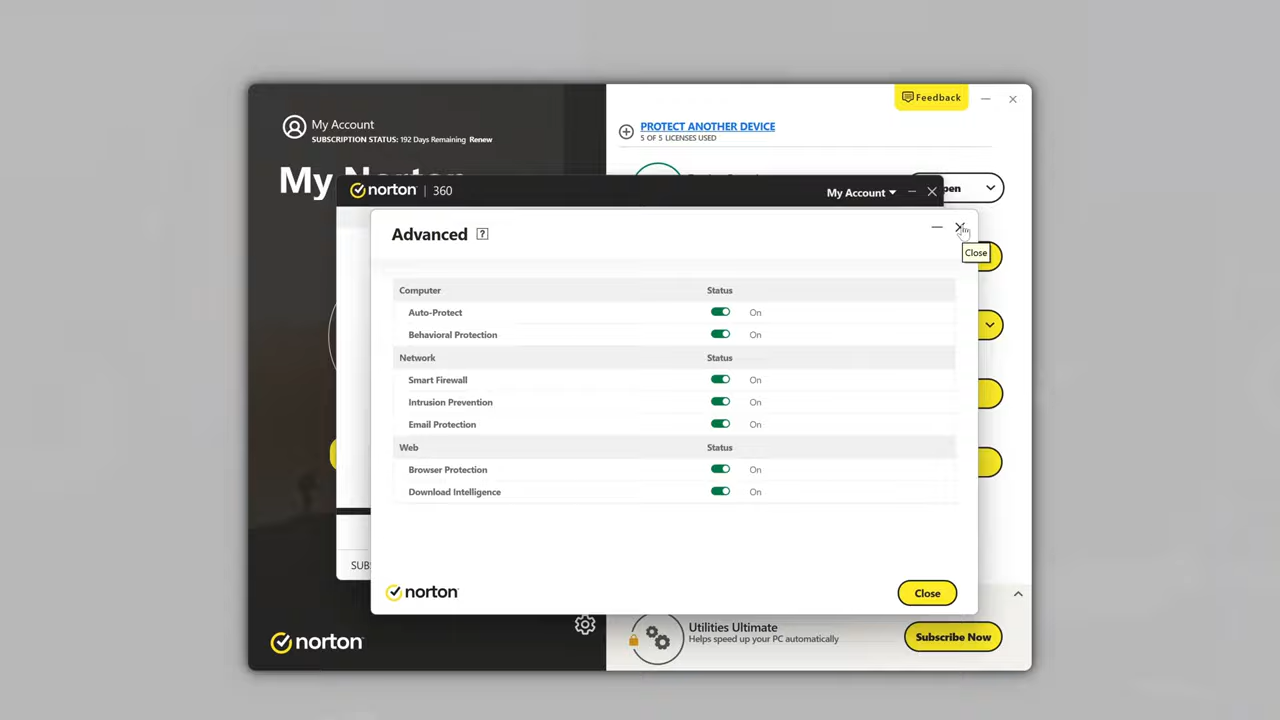 Feedback
My Account
SUBSCRIPTION STATUS: 192 Days Remaining Renew
PROTECT ANOTHER DEVICE
5 OF 5 LICENSES USED
My Norton
norton | 360
My Account
Advanced ?
Close
Computer Status
Auto-Protect On
Behavioral Protection On
Network Status
Smart Firewall On
Intrusion Prevention On
Email Protection On
Web Status
Browser Protection On
Download Intelligence On
SUBS
norton
Close
Utilities Ultimate
Helps speed up your PC automatically
Subscribe Now
norton